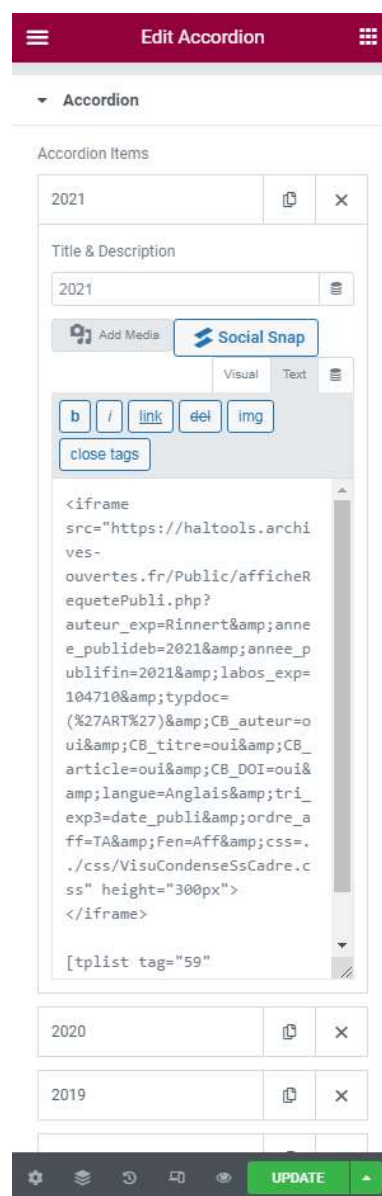 Edit Accordion
Accordion
Accordion Items
2021
Title & Description
2021
Add Media
Social Snap
Visual Text
b i link del img
close tags
<iframe
src="https://haltools.archi
ves-
ouvertes.fr/Public/afficheR
equetePubli.php?
auteur_exp=Rinnert&amp;anne
e_publideb=2021&amp;annee_p
ublifin=2021&amp;labos_exp=
104710&amp;typdoc=
(%27ART%27)&amp;CB_auteur=o
ui&amp;CB_titre=oui&amp;CB_
article=oui&amp;CB_DOI=oui&
amp;langue=Anglais&amp;tri_
exp3=date_publi&amp;ordre_a
ff=TA&amp;Fen=Aff&amp;css=.
./css/VisuCondenseSsCadre.c
ss" height="300px">
</iframe>
[tplist tag="59"
2020
2019
UPDATE